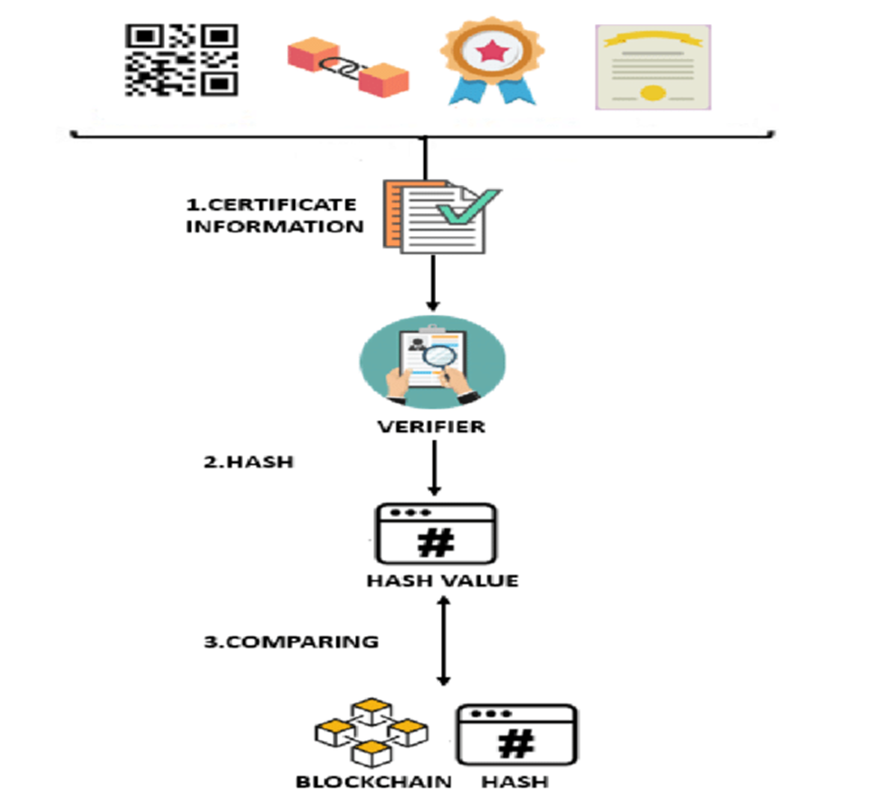 1.CERTIFICATE
INFORMATION
VERIFIER
2.HASH
#
HASH VALUE
3.COMPARING
#
BLOCKCHAIN HASH